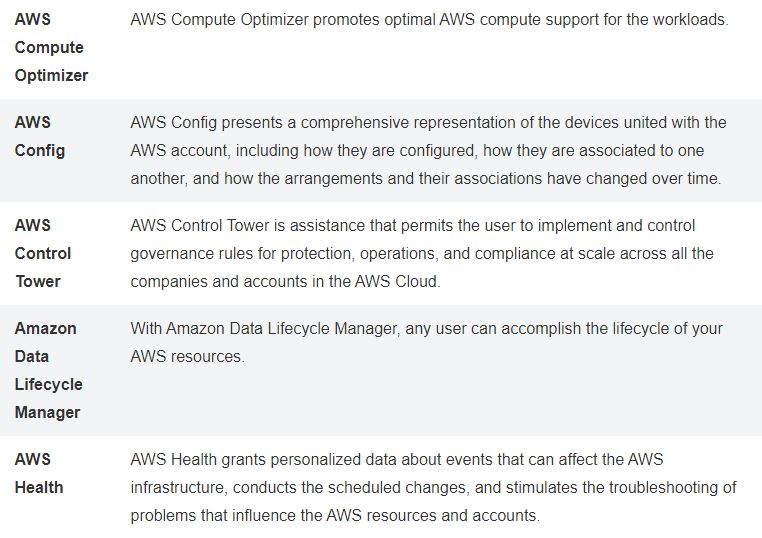 AWS
Compute
Optimizer
AWS Compute Optimizer promotes optimal AWS compute support for the workloads.
AWS
Config
AWS Config presents a comprehensive representation of the devices united with the
AWS account, including how they are configured, how they are associated to one
another, and how the arrangements and their associations have changed over time.
AWS
Control
Tower
AWS Control Tower is assistance that permits the user to implement and control
governance rules for protection, operations, and compliance at scale across all the
companies and accounts in the AWS Cloud.
Amazon
Data
Lifecycle
Manager
With Amazon Data Lifecycle Manager, any user can accomplish the lifecycle of your
AWS resources.
AWS
Health
AWS Health grants personalized data about events that can affect the AWS
infrastructure, conducts the scheduled changes, and stimulates the troubleshooting of
problems that influence the AWS resources and accounts.